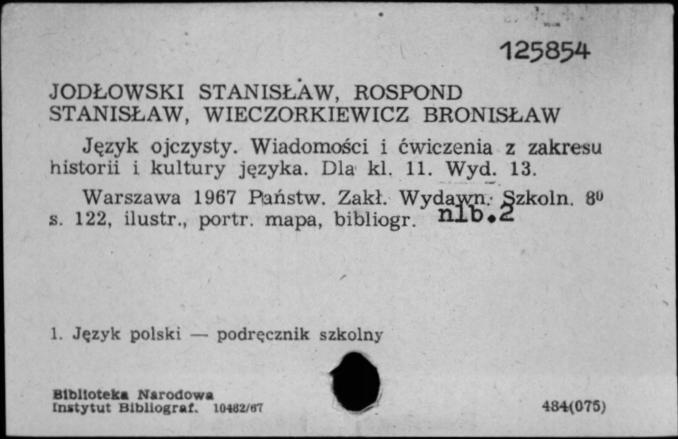 125854
JODŁOWSKI STANISŁAW, ROSPOND
STANISŁAW, WIECZORKIEWICZ BRONISŁAW
Język ojczysty. Wiadomości i ćwiczenia z zakresu
historii i kultury języka. Dla kl. 11. Wyd. 13.
Warszawa 1967 Państw. Zakł. Wydawn. Szkoln. 8⁰
s. 122, ilustr., portr. mapa, bibliogr. nlb.2
1. Język polski — podręcznik szkolny
Biblioteka Narodowa
Instytut Bibliograf. 10462/67
484(075)